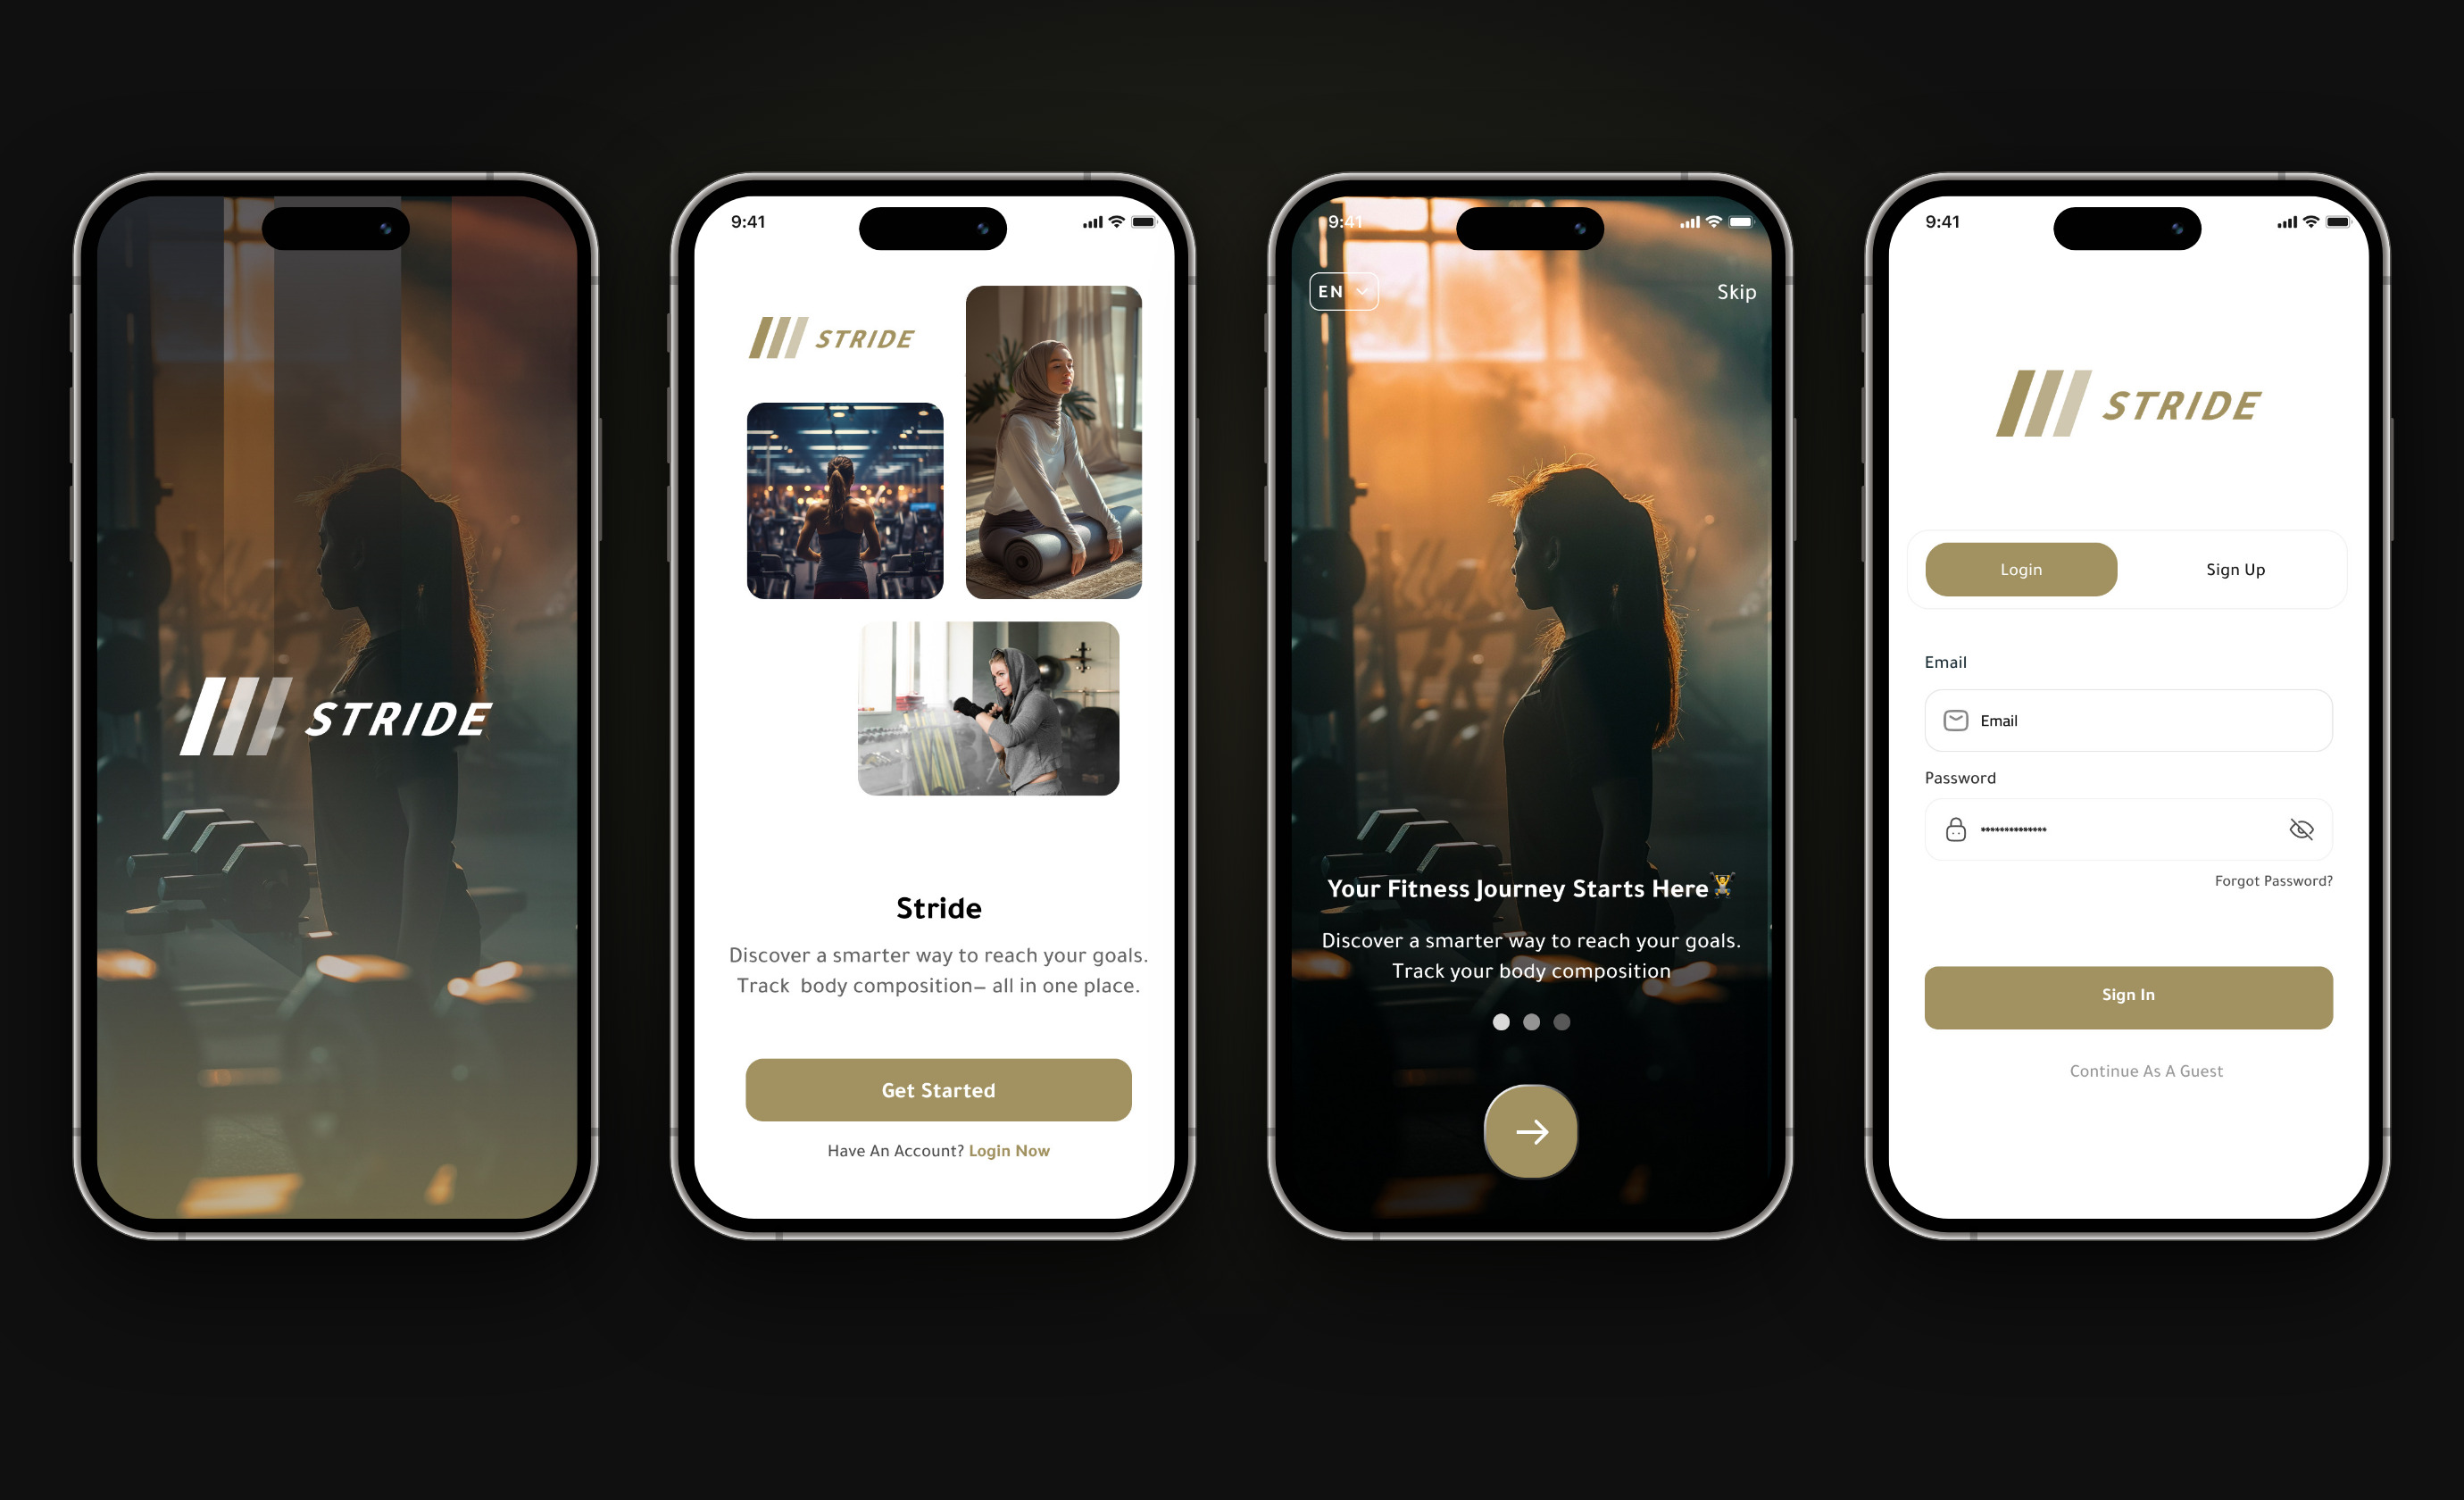 STRIDE
9:41
STRIDE
Stride
Discover a smarter way to reach your goals.
Track  body composition– all in one place.
Get Started
Have An Account? Login Now
9:41
EN
Skip
Your Fitness Journey Starts Here🏋️
Discover a smarter way to reach your goals.
Track your body composition
9:41
STRIDE
Login
Sign Up
Email
Email
Password
**************
Forgot Password?
Sign In
Continue As A Guest